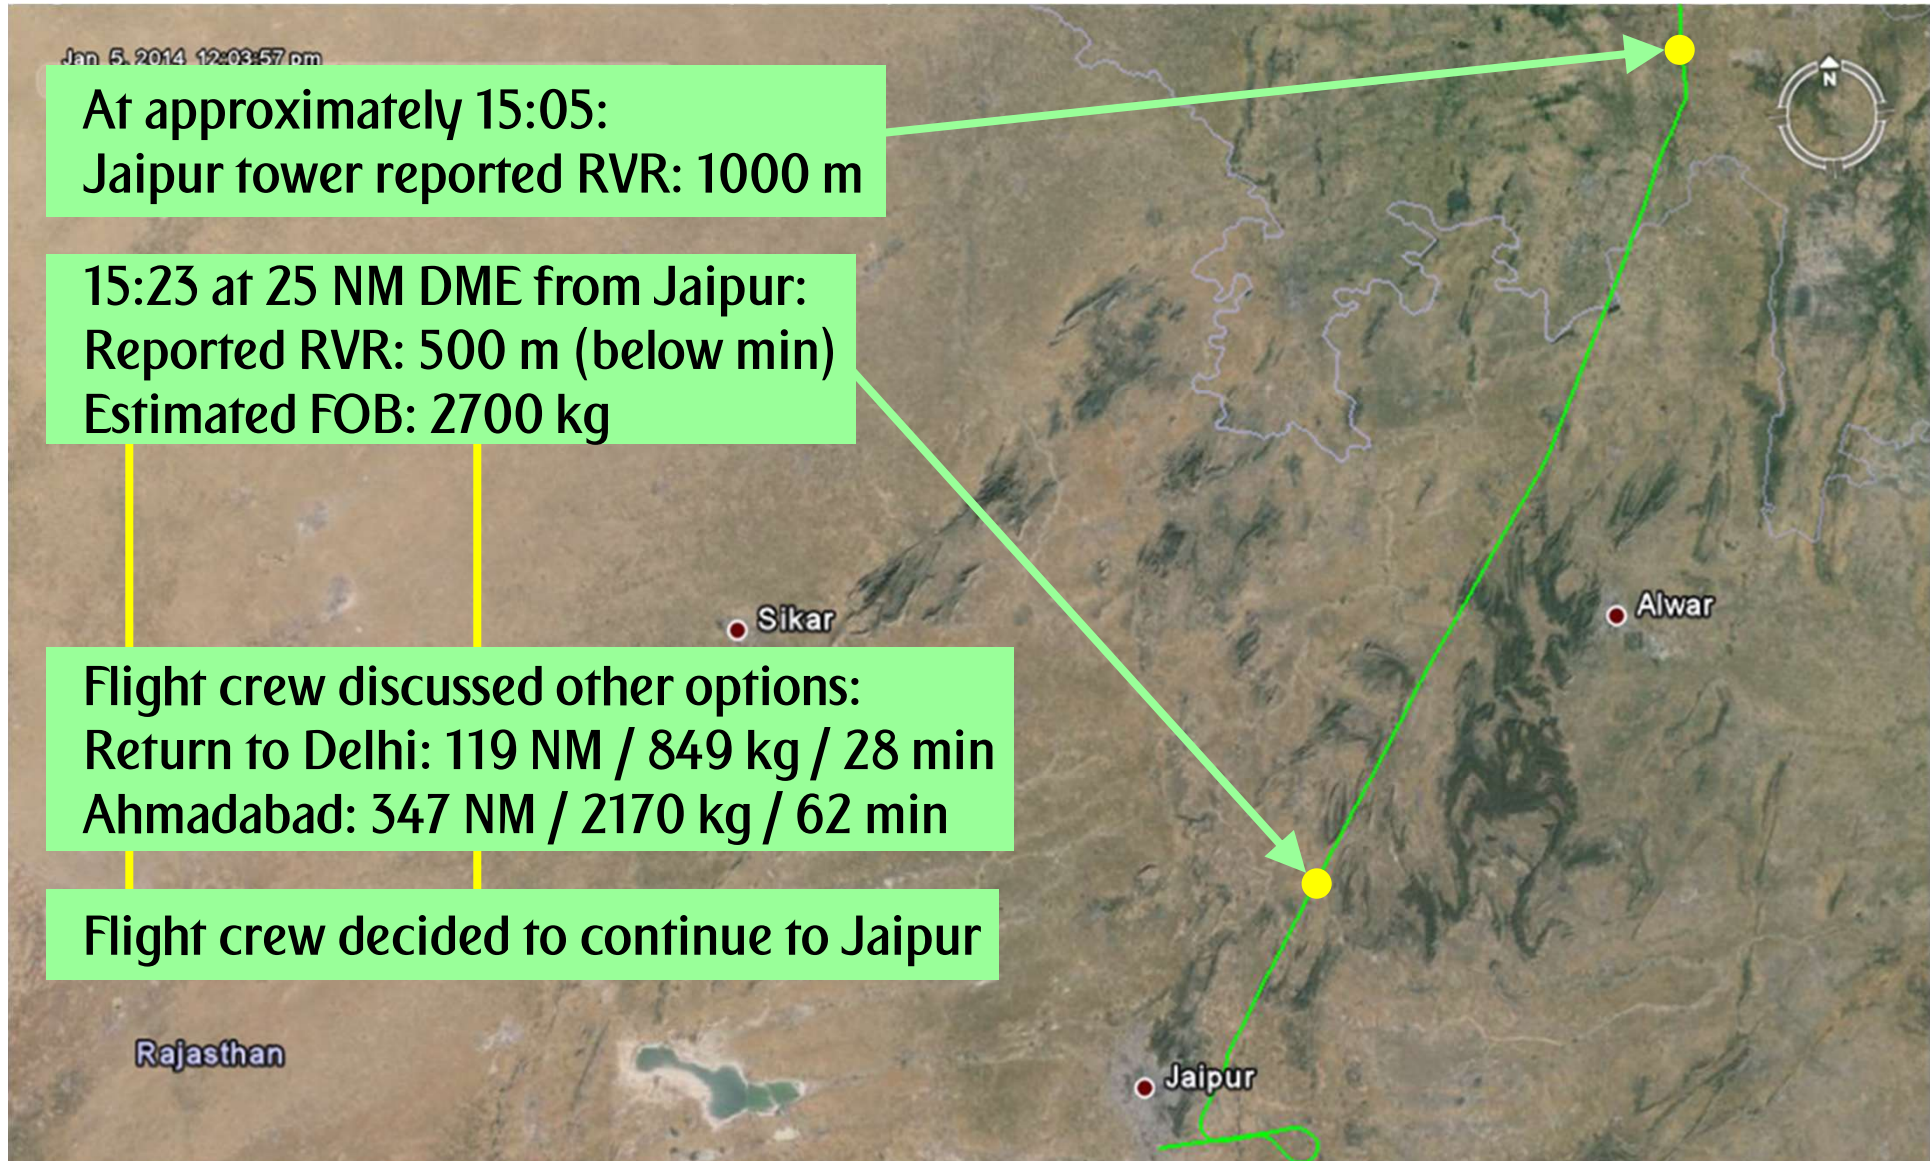 Jan 5, 2014 12:03:57 pm
At approximately 15:05:
Jaipur tower reported RVR: 1000 m
N
15:23 at 25 NM DME from Jaipur:
Reported RVR: 500 m (below min)
Estimated FOB: 2700 kg
Sikar
Alwar
Flight crew discussed other options:
Return to Delhi: 119 NM / 849 kg / 28 min
Ahmadabad: 347 NM / 2170 kg / 62 min
Flight crew decided to continue to Jaipur
Rajasthan
Jaipur